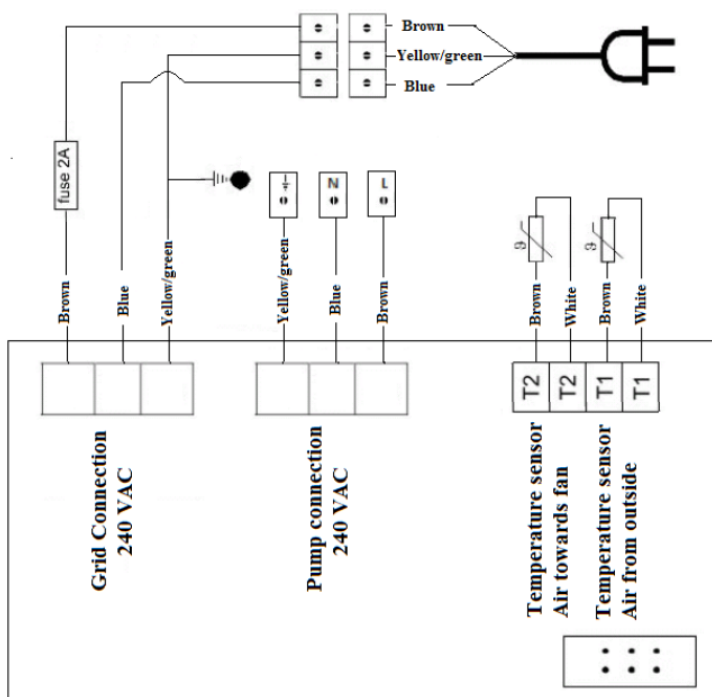 Brown
Yellow/green
Blue
fuse 2A
Brown
Blue
Yellow/green
Yellow/green
Blue
Brown
N
L
Brown
White
Brown
White
T2
T2
T1
T1
Grid Connection
240 VAC
Pump connection
240 VAC
Temperature sensor
Air towards fan
Temperature sensor
Air from outside